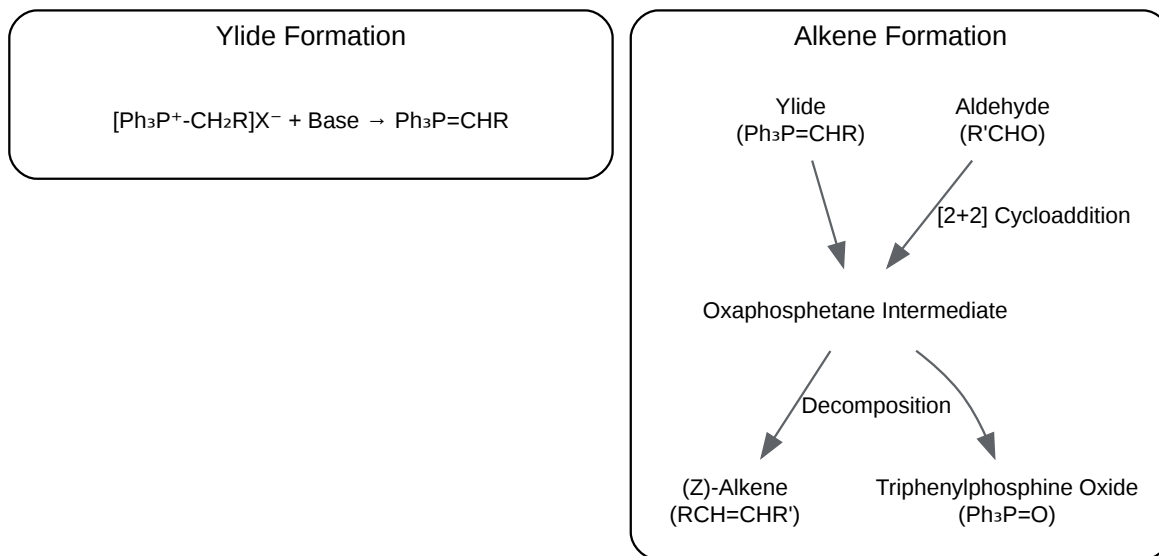 Ylide Formation
[Ph₃P⁺-CH₂R]X⁻ + Base → Ph₃P=CHR
Alkene Formation
Ylide
(Ph₃P=CHR)
Aldehyde
(R'CHO)
[2+2] Cycloaddition
Oxaphosphetane Intermediate
Decomposition
(Z)-Alkene
(RCH=CHR')
Triphenylphosphine Oxide
(Ph₃P=O)